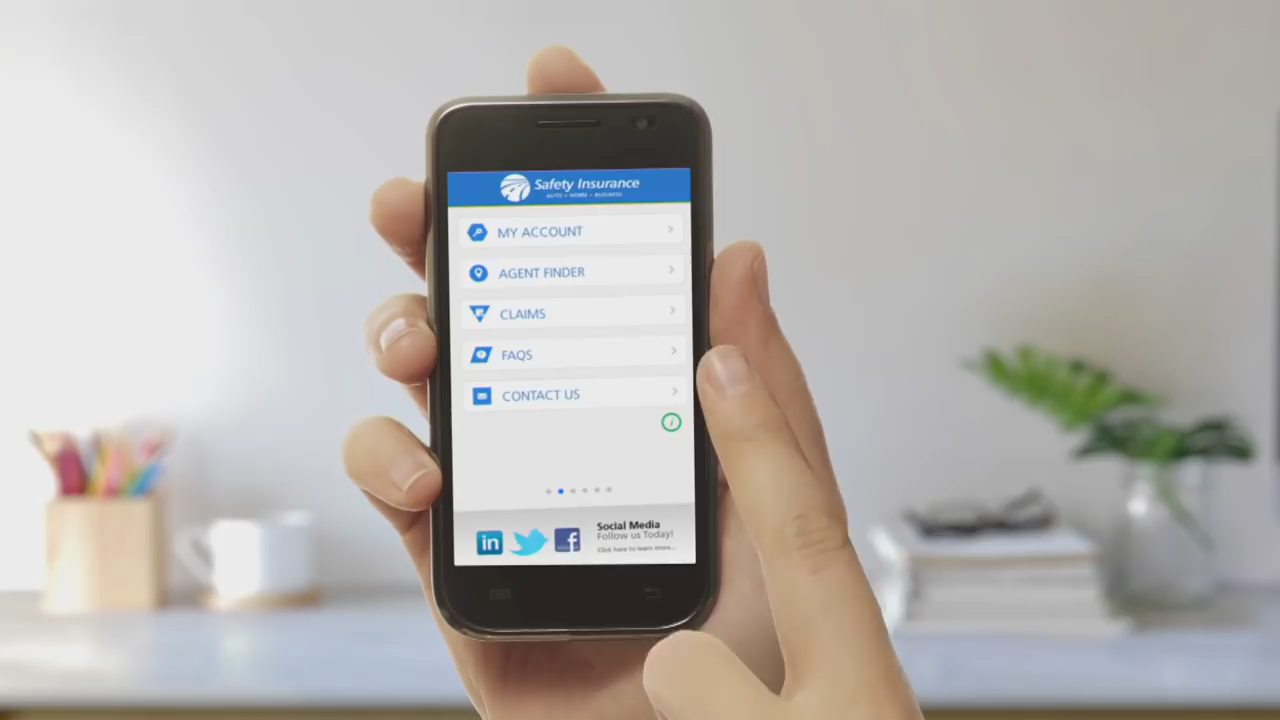 Safety Insurance
AUTO • HOME • BUSINESS
MY ACCOUNT
AGENT FINDER
CLAIMS
FAQS
CONTACT US
i
in
f
Social Media
Follow us Today!
Click here to learn more...